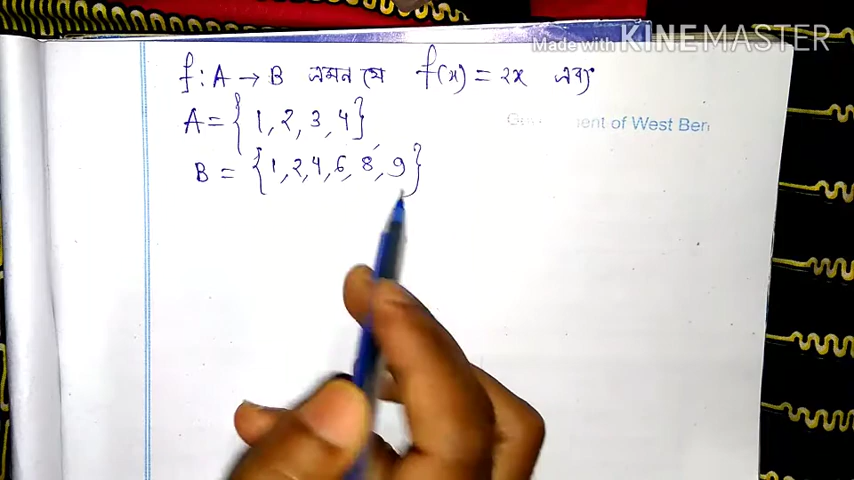 Made with KINEMASTER
f : A → B এমন যে f(x) = 2x এবং
A = { 1, 2, 3, 4 },
Government of West Ben
B = { 1, 2, 4, 6, 8, 9 }